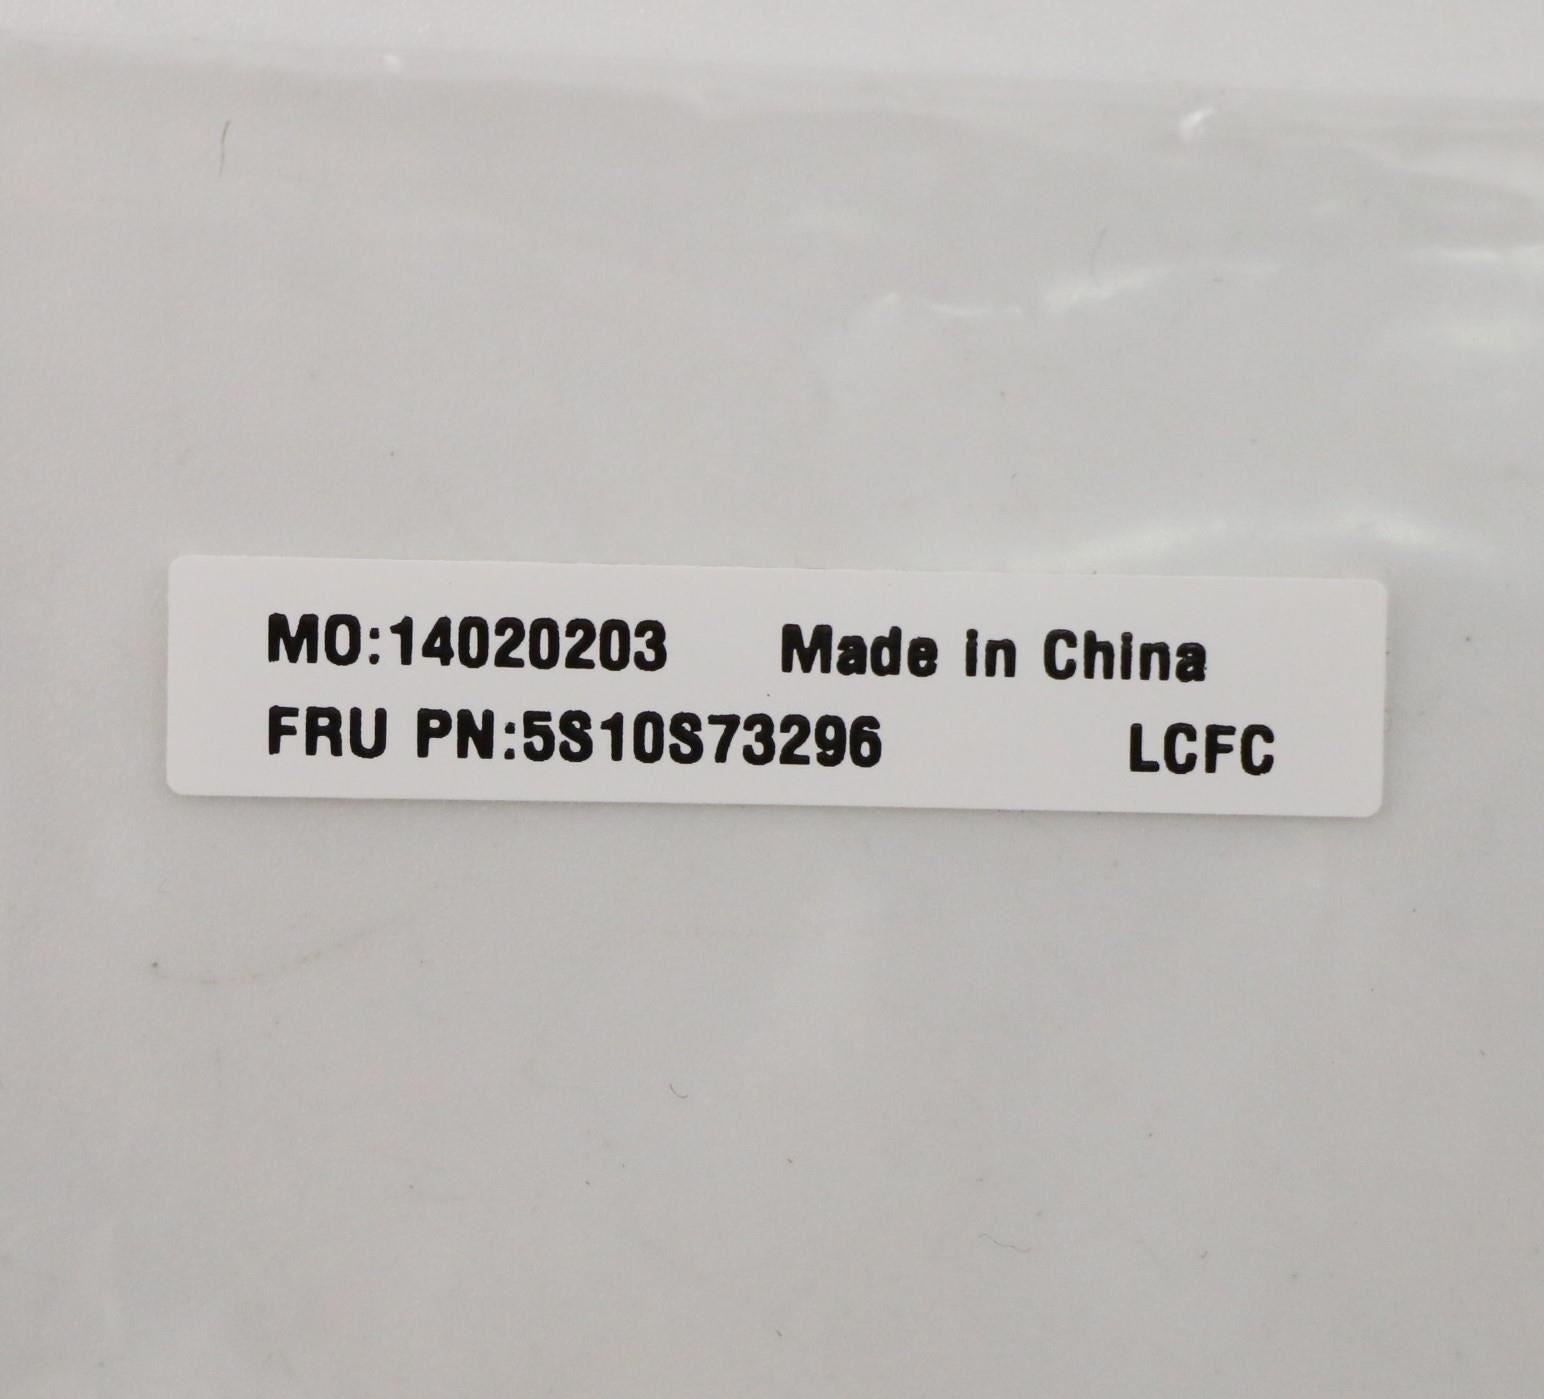 MO:14020203 Made in China
FRU PN:5S10S73296 LCFC